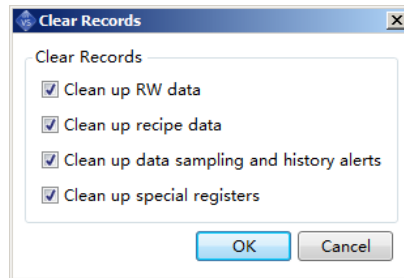 Clear Records
Clear Records
Clean up RW data
Clean up recipe data
Clean up data sampling and history alerts
Clean up special registers
OK Cancel